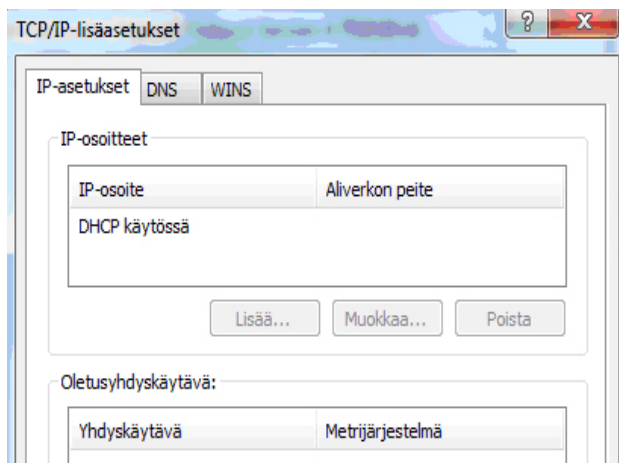 TCP/IP-lisäasetukset
IP-asetukset DNS WINS
IP-osoitteet
IP-osoite Aliverkon peite
DHCP käytössä
Lisää... Muokkaa... Poista
Oletusyhdyskäytävä:
Yhdyskäytävä Metrijärjestelmä